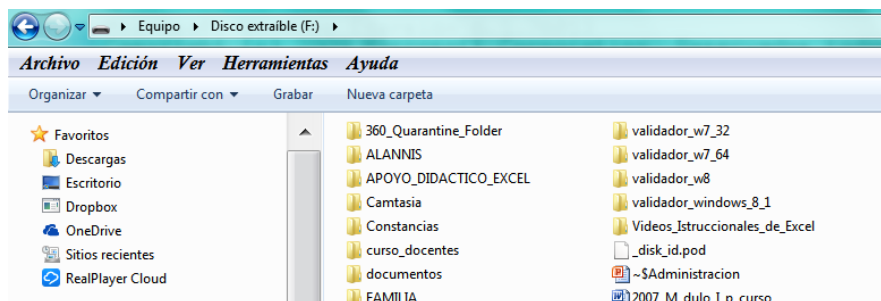 Equipo Disco extraíble (F:)
Archivo Edición Ver Herramientas Ayuda
Organizar Compartir con Grabar Nueva carpeta
Favoritos
Descargas
Escritorio
Dropbox
OneDrive
Sitios recientes
RealPlayer Cloud
360_Quarantine_Folder
ALANNIS
APOYO_DIDACTICO_EXCEL
Camtasia
Constancias
curso_docentes
documentos
FAMILIA
validador_w7_32
validador_w7_64
validador_w8
validador_windows_8_1
Videos_Istruccionales_de_Excel
_disk_id.pod
~$Administracion
2007_M_dulo_I_p_curso